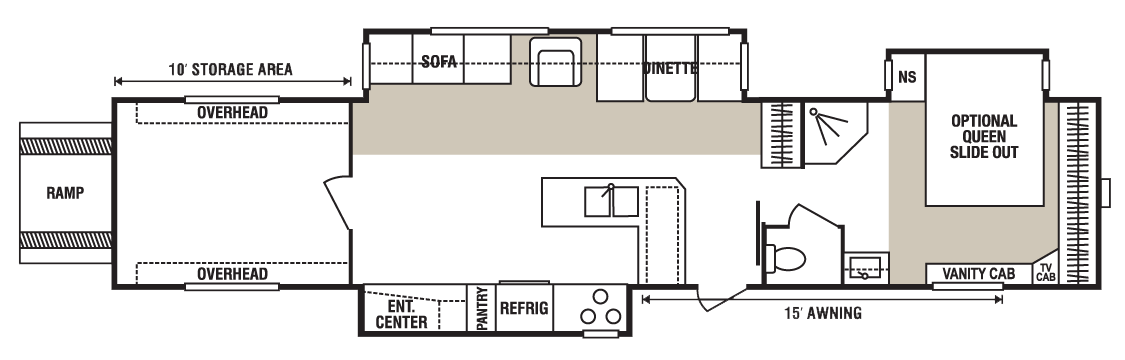 10' STORAGE AREA
OVERHEAD
RAMP
OVERHEAD
SOFA
DINETTE
NS
OPTIONAL
QUEEN
SLIDE OUT
ENT.
CENTER
PANTRY
REFRIG
VANITY CAB
TV
CAB
15' AWNING